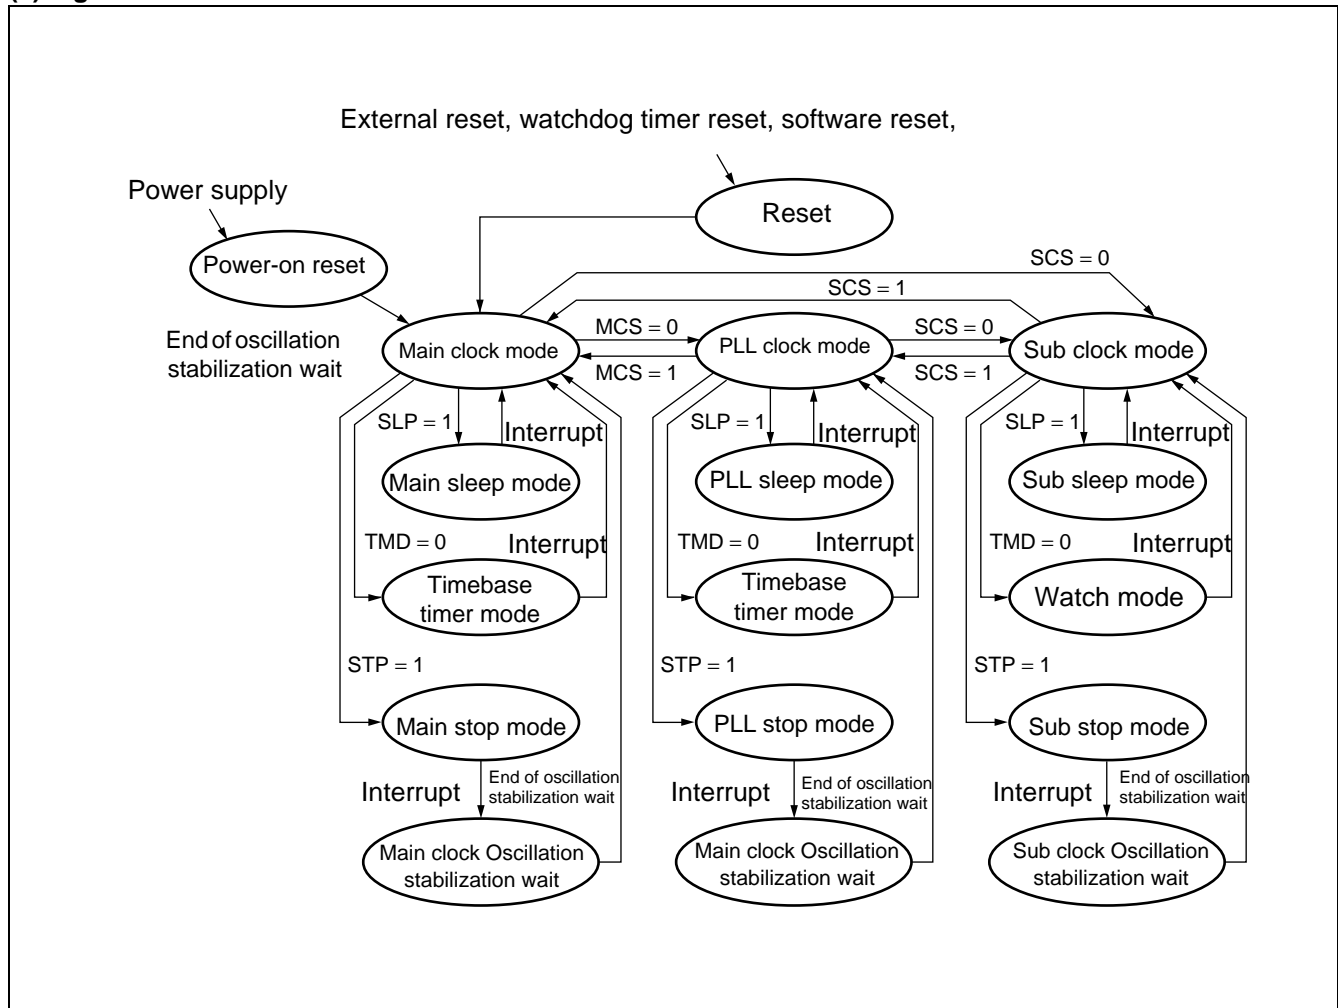 External reset, watchdog timer reset, software reset,
Power supply
Reset
Power-on reset
SCS = 0
SCS = 1
End of oscillation
stabilization wait
Main clock mode
MCS = 0
MCS = 1
PLL clock mode
SCS = 0
SCS = 1
Sub clock mode
SLP = 1
Interrupt
SLP = 1
Interrupt
SLP = 1
Interrupt
Main sleep mode
PLL sleep mode
Sub sleep mode
TMD = 0
Interrupt
TMD = 0
Interrupt
TMD = 0
Interrupt
Timebase
timer mode
Timebase
timer mode
Watch mode
STP = 1
STP = 1
STP = 1
Main stop mode
PLL stop mode
Sub stop mode
Interrupt
End of oscillation
stabilization wait
Interrupt
End of oscillation
stabilization wait
Interrupt
End of oscillation
stabilization wait
Main clock Oscillation
stabilization wait
Main clock Oscillation
stabilization wait
Sub clock Oscillation
stabilization wait